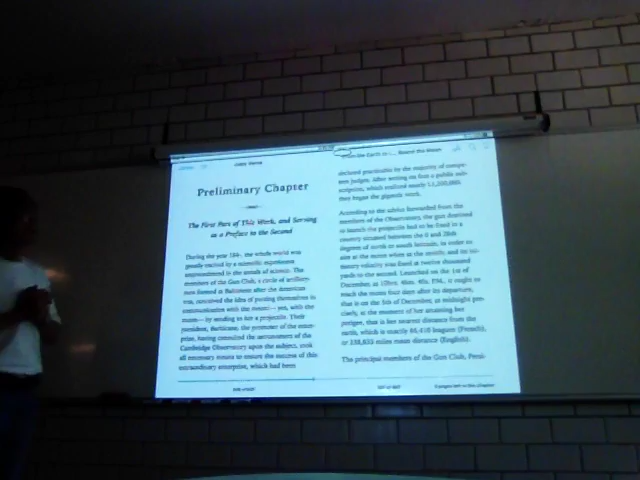 Jules Verne
From the Earth to ... Round the Moon
Preliminary Chapter
The First Part of This Work, and Serving
as a Preface to the Second
During the year 186-, the whole world was
greatly excited by a scientific experiment
unprecedented in the annals of science. The
members of the Gun Club, a circle of artillery-
men formed at Baltimore after the American
war, conceived the idea of putting themselves in
communication with the moon!— yes, with the
moon— by sending to her a projectile. Their
president, Barbicane, the promoter of the enter-
prise, having consulted the astronomers of the
Cambridge Observatory upon the subject, took
all necessary means to ensure the success of this
extraordinary enterprise, which had been
declared practicable by the majority of compe-
tent judges. After setting on foot a public sub-
scription, which realized nearly
they began the gigantic work.
According to the advice forwarded from the
members of the Observatory, the gun destined
to launch the projectile had to be fixed in a
country situated between the 0 and 28th
degrees of north or south latitude, in order to
aim at the moon when at the zenith; and its ini-
tiatory velocity was fixed at twelve thousand
yards to the second. Launched on the 1st of
December, at 10hrs. 46m. 40s. P.M., it ought to
reach the moon four days after its departure,
that is on the 5th of December, at midnight pre-
cisely, at the moment of her attaining her
perigee, that is her nearest distance from the
earth, which is exactly 86,410 leagues (French),
or 238,833 miles mean distance (English).
The principal members of the Gun Club, Presi-